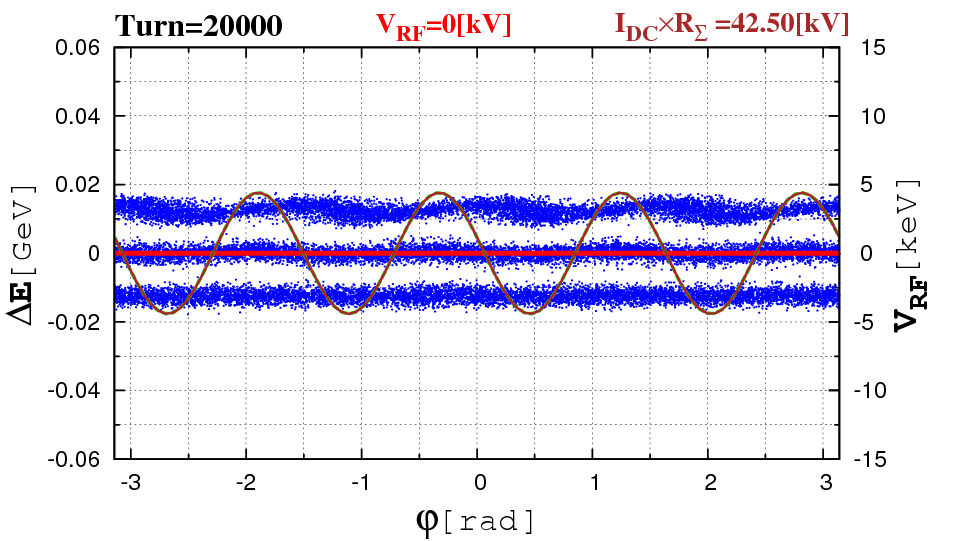 Turn=20000 V_RF=0[kV] I_DC×R_Σ =42.50[kV]
0.06 15
0.04 10
0.02 5
0 0
-0.02 -5
-0.04 -10
-0.06 -15
ΔE[GeV]
V_RF[keV]
-3 -2 -1 0 1 2 3
φ[rad]